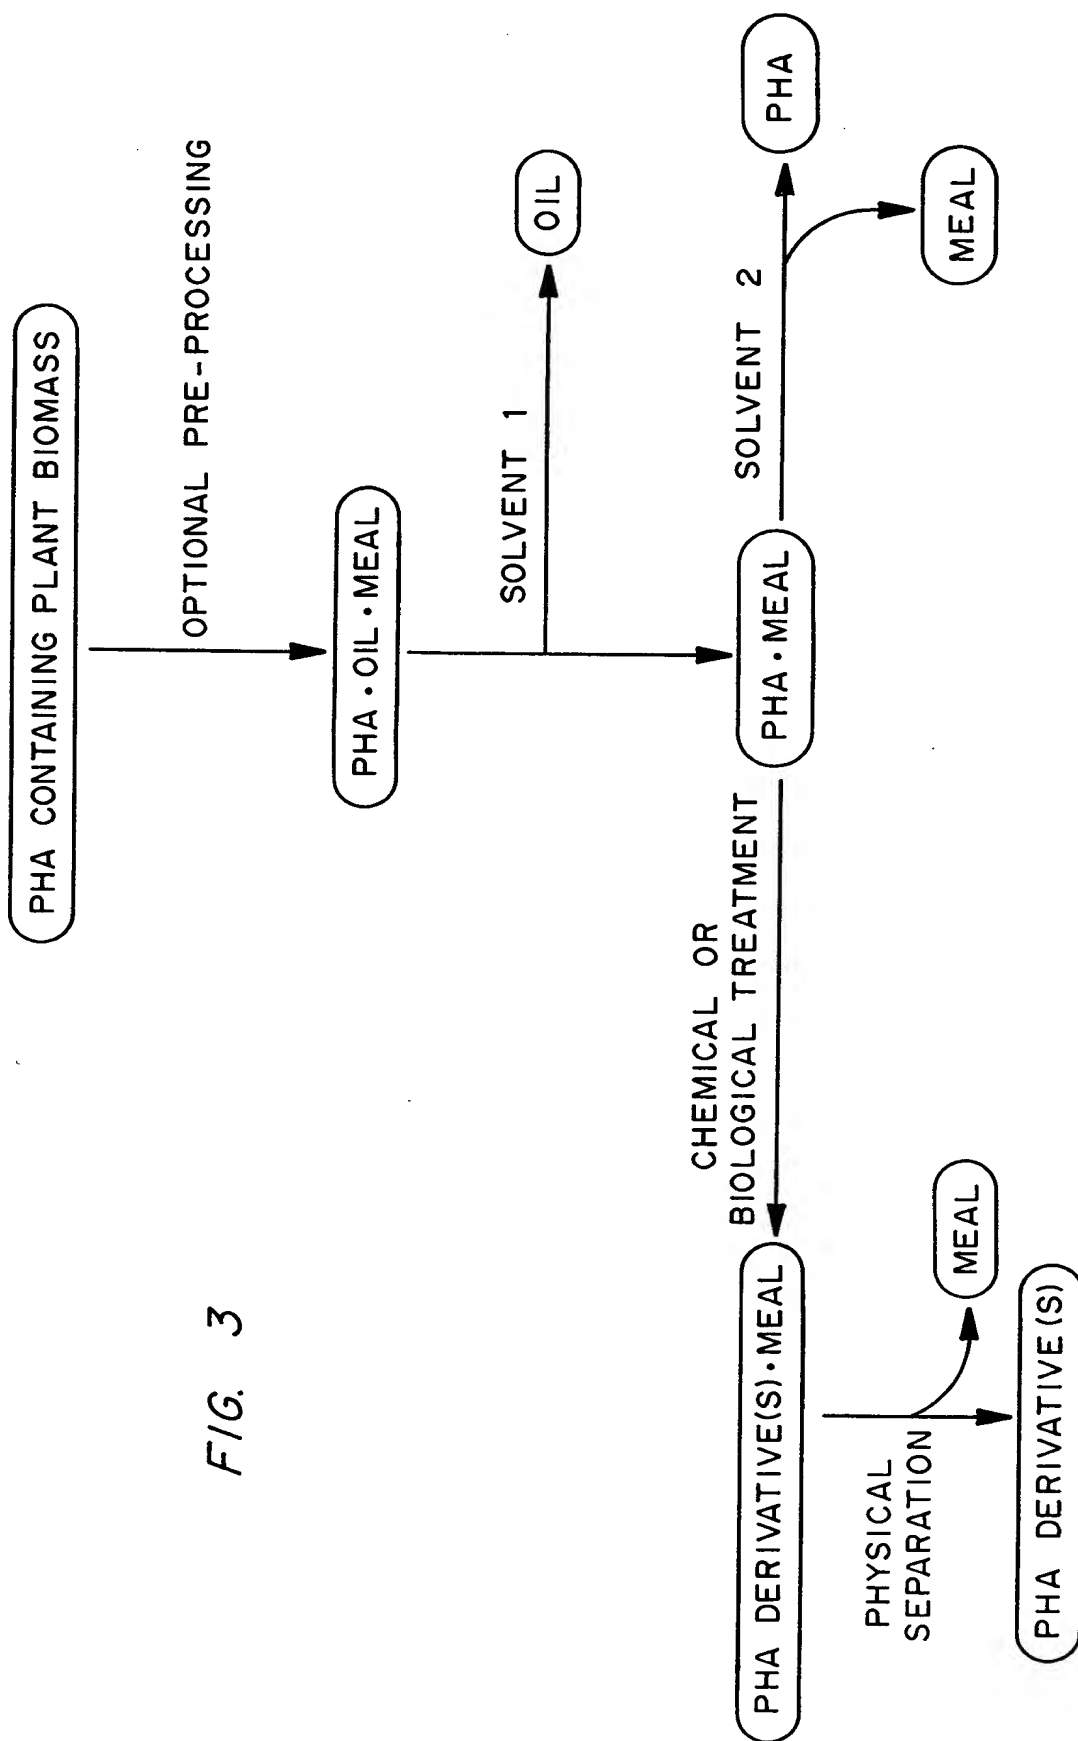 FIG. 3
PHA CONTAINING PLANT BIOMASS
OPTIONAL PRE-PROCESSING
PHA•OIL•MEAL
SOLVENT 1
OIL
PHA•MEAL
SOLVENT 2
PHA
MEAL
CHEMICAL OR
BIOLOGICAL TREATMENT
PHA DERIVATIVE(S)•MEAL
PHYSICAL
SEPARATION
MEAL
PHA DERIVATIVE(S)